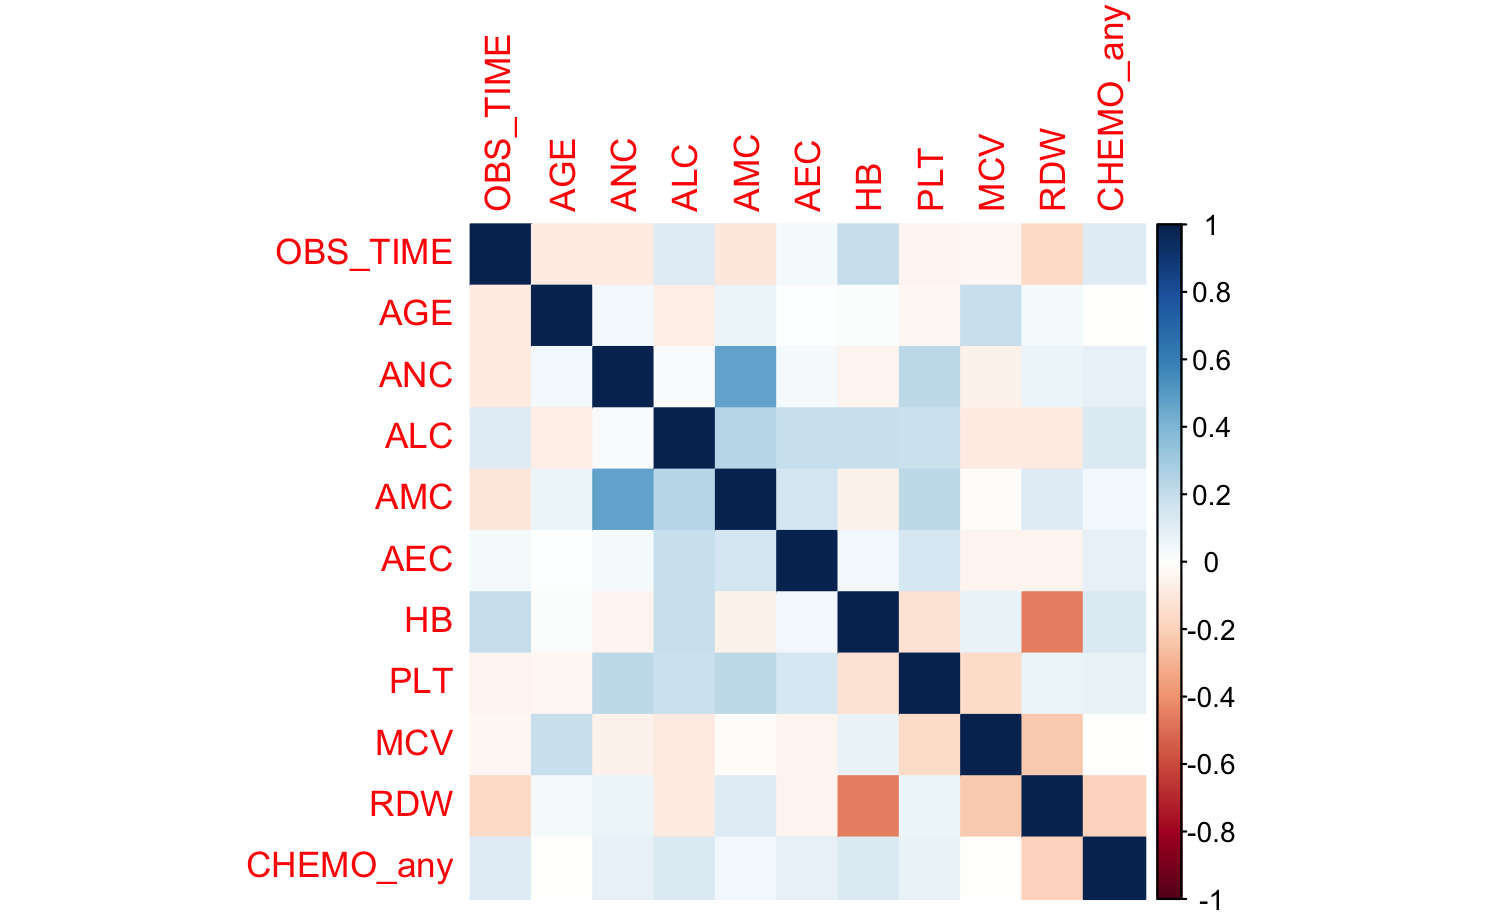 OBS_TIME
AGE
ANC
ALC
AMC
AEC
HB
PLT
MCV
RDW
CHEMO_any
OBS_TIME
AGE
ANC
ALC
AMC
AEC
HB
PLT
MCV
RDW
CHEMO_any
1
0.8
0.6
0.4
0.2
0
-0.2
-0.4
-0.6
-0.8
-1